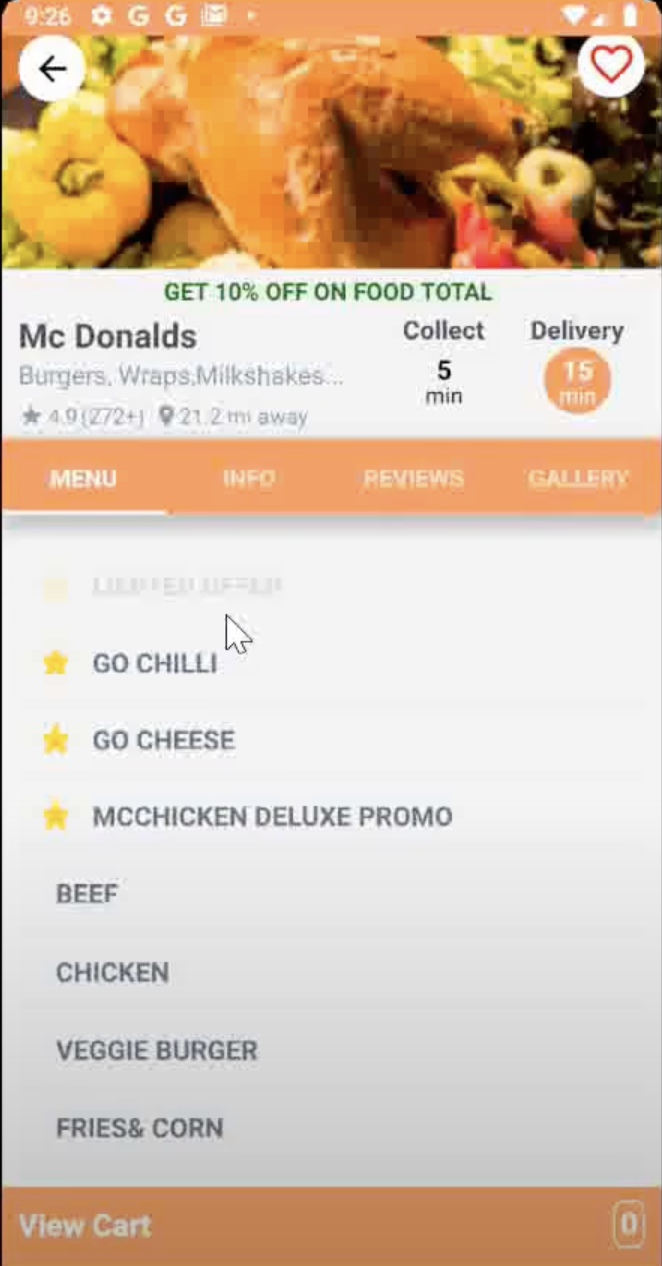 9:26 G G
GET 10% OFF ON FOOD TOTAL
Mc Donalds
Collect
Delivery
Burgers, Wraps,Milkshakes...
5
min
15
min
4.9(272+) 21.2 mi away
MENU INFO REVIEWS GALLERY
LIMITED OFFER
GO CHILLI
GO CHEESE
MCCHICKEN DELUXE PROMO
BEEF
CHICKEN
VEGGIE BURGER
FRIES& CORN
View Cart 0